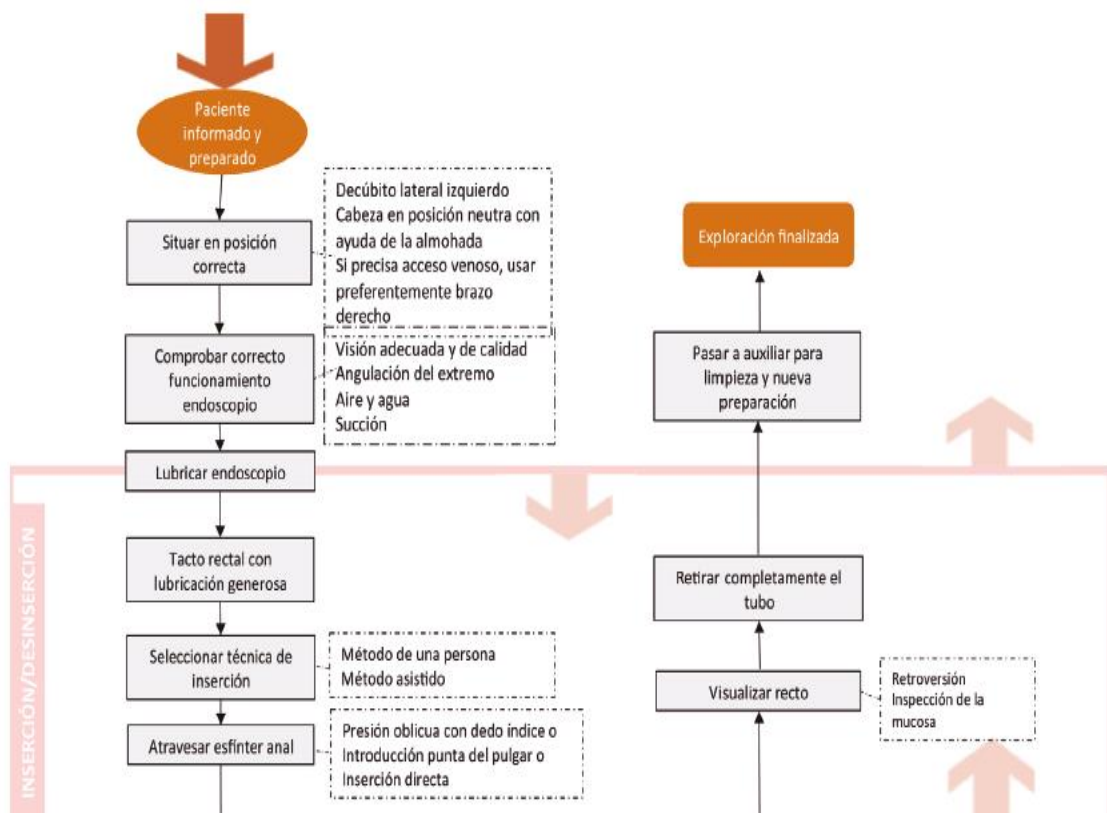 Paciente
informado y
preparado
Situar en posición
correcta
Decúbito lateral izquierdo
Cabeza en posición neutra con
ayuda de la almohada
Si precisa acceso venoso, usar
preferentemente brazo
derecho
Comprobar correcto
funcionamiento
endoscopio
Visión adecuada y de calidad
Angulación del extremo
Aire y agua
Succión
Lubricar endoscopio
INSERCIÓN/DESINSERCIÓN
Tacto rectal con
lubricación generosa
Seleccionar técnica de
inserción
Método de una persona
Método asistido
Atravesar esfínter anal
Presión oblicua con dedo índice o
Introducción punta del pulgar o
Inserción directa
Exploración finalizada
Pasar a auxiliar para
limpieza y nueva
preparación
Retirar completamente el
tubo
Visualizar recto
Retroversión
Inspección de la
mucosa